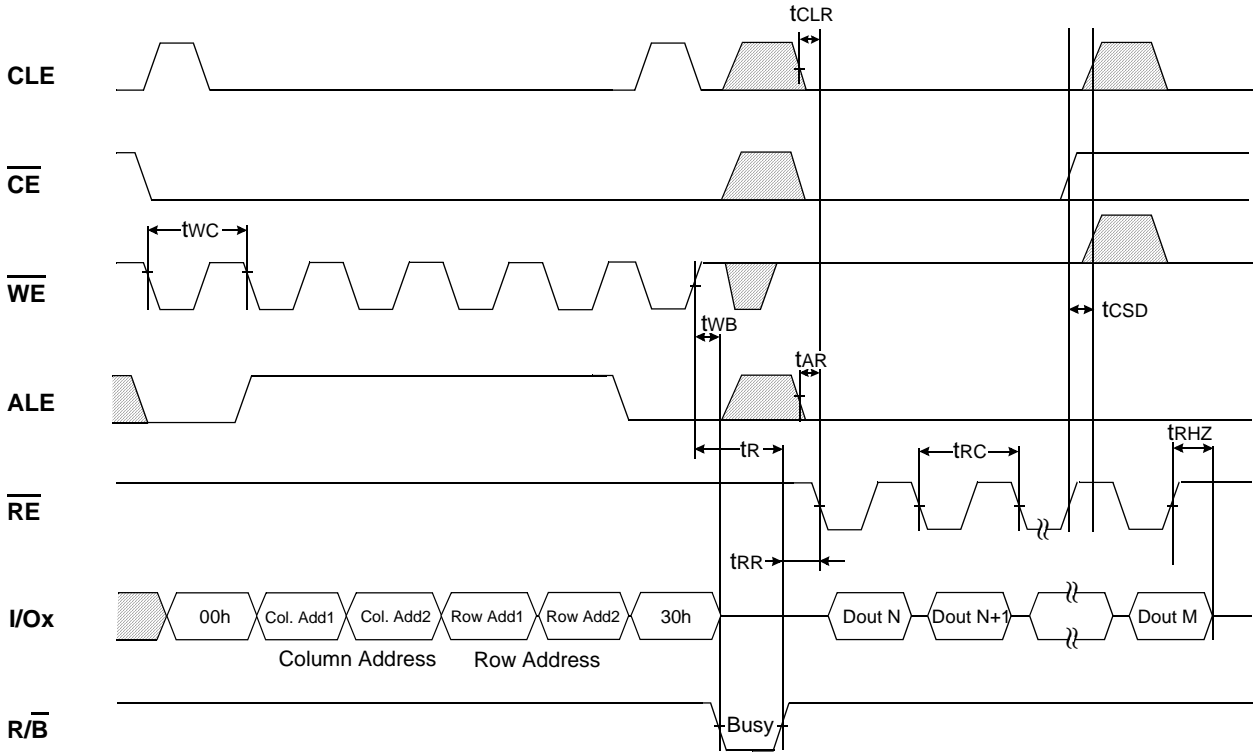 tCLR
CLE
CE
tWC
WE
tCSD
tWB
tAR
ALE
tR
tRC
tRHZ
RE
tRR
I/Ox
00h Col. Add1 Col. Add2 Row Add1 Row Add2 30h Dout N Dout N+1 Dout M
Column Address Row Address
R/B Busy